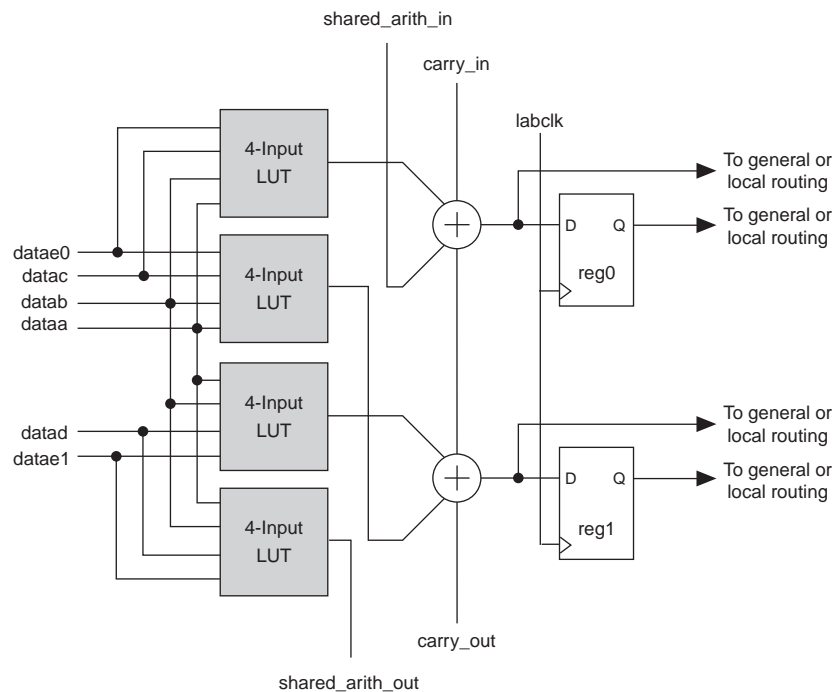 shared_arith_in
carry_in
labclk
4-Input
LUT
To general or
local routing
D Q
reg0
To general or
local routing
datae0
datac
datab
dataa
4-Input
LUT
4-Input
LUT
datad
datae1
To general or
local routing
D Q
reg1
To general or
local routing
4-Input
LUT
carry_out
shared_arith_out